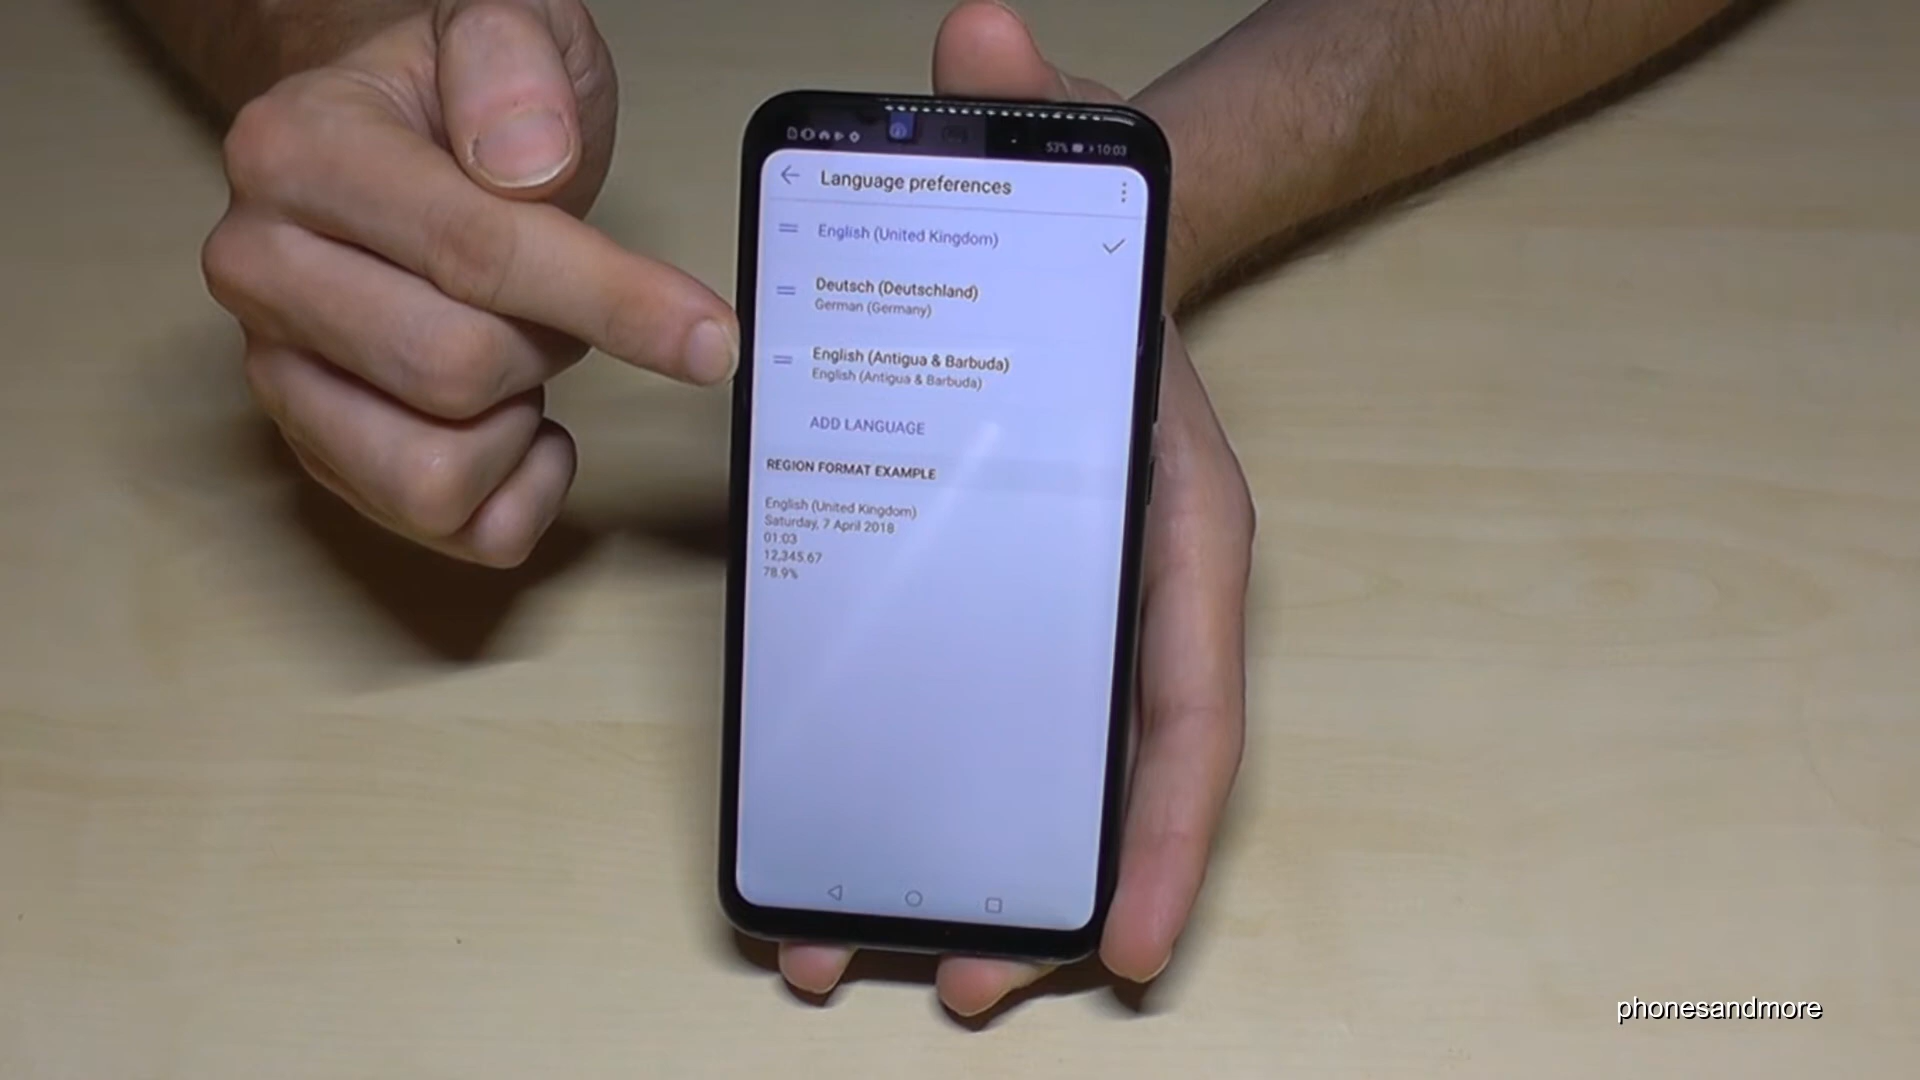 53% 10:03
Language preferences
English (United Kingdom)
Deutsch (Deutschland)
German (Germany)
English (Antigua & Barbuda)
English (Antigua & Barbuda)
ADD LANGUAGE
REGION FORMAT EXAMPLE
English (United Kingdom)
Saturday, 7 April 2018
01:03
12,345.67
78.9%
phonesandmore